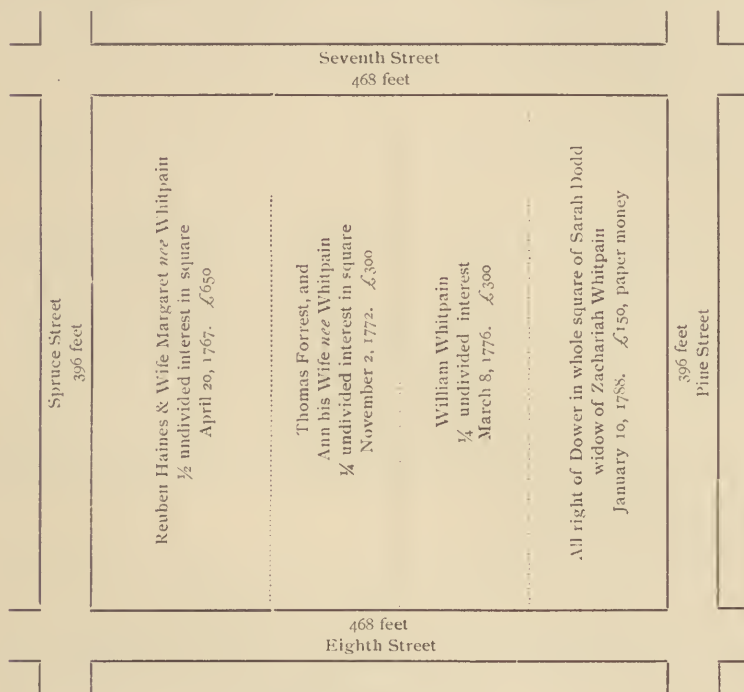 Seventh Street
468 feet
Spruce Street
396 feet
Reuben Haines & Wife Margaret nee Whitpain
½ undivided interest in square
April 20, 1767. £650
Thomas Forrest, and
Ann his Wife nee Whitpain
¼ undivided interest in square
November 2, 1772. £300
William Whitpain
¼ undivided interest
March 8, 1776. £300
All right of Dower in whole square of Sarah Dodd
widow of Zachariah Whitpain
January 10, 1788. £150, paper money
396 feet
Pine Street
468 feet
Eighth Street